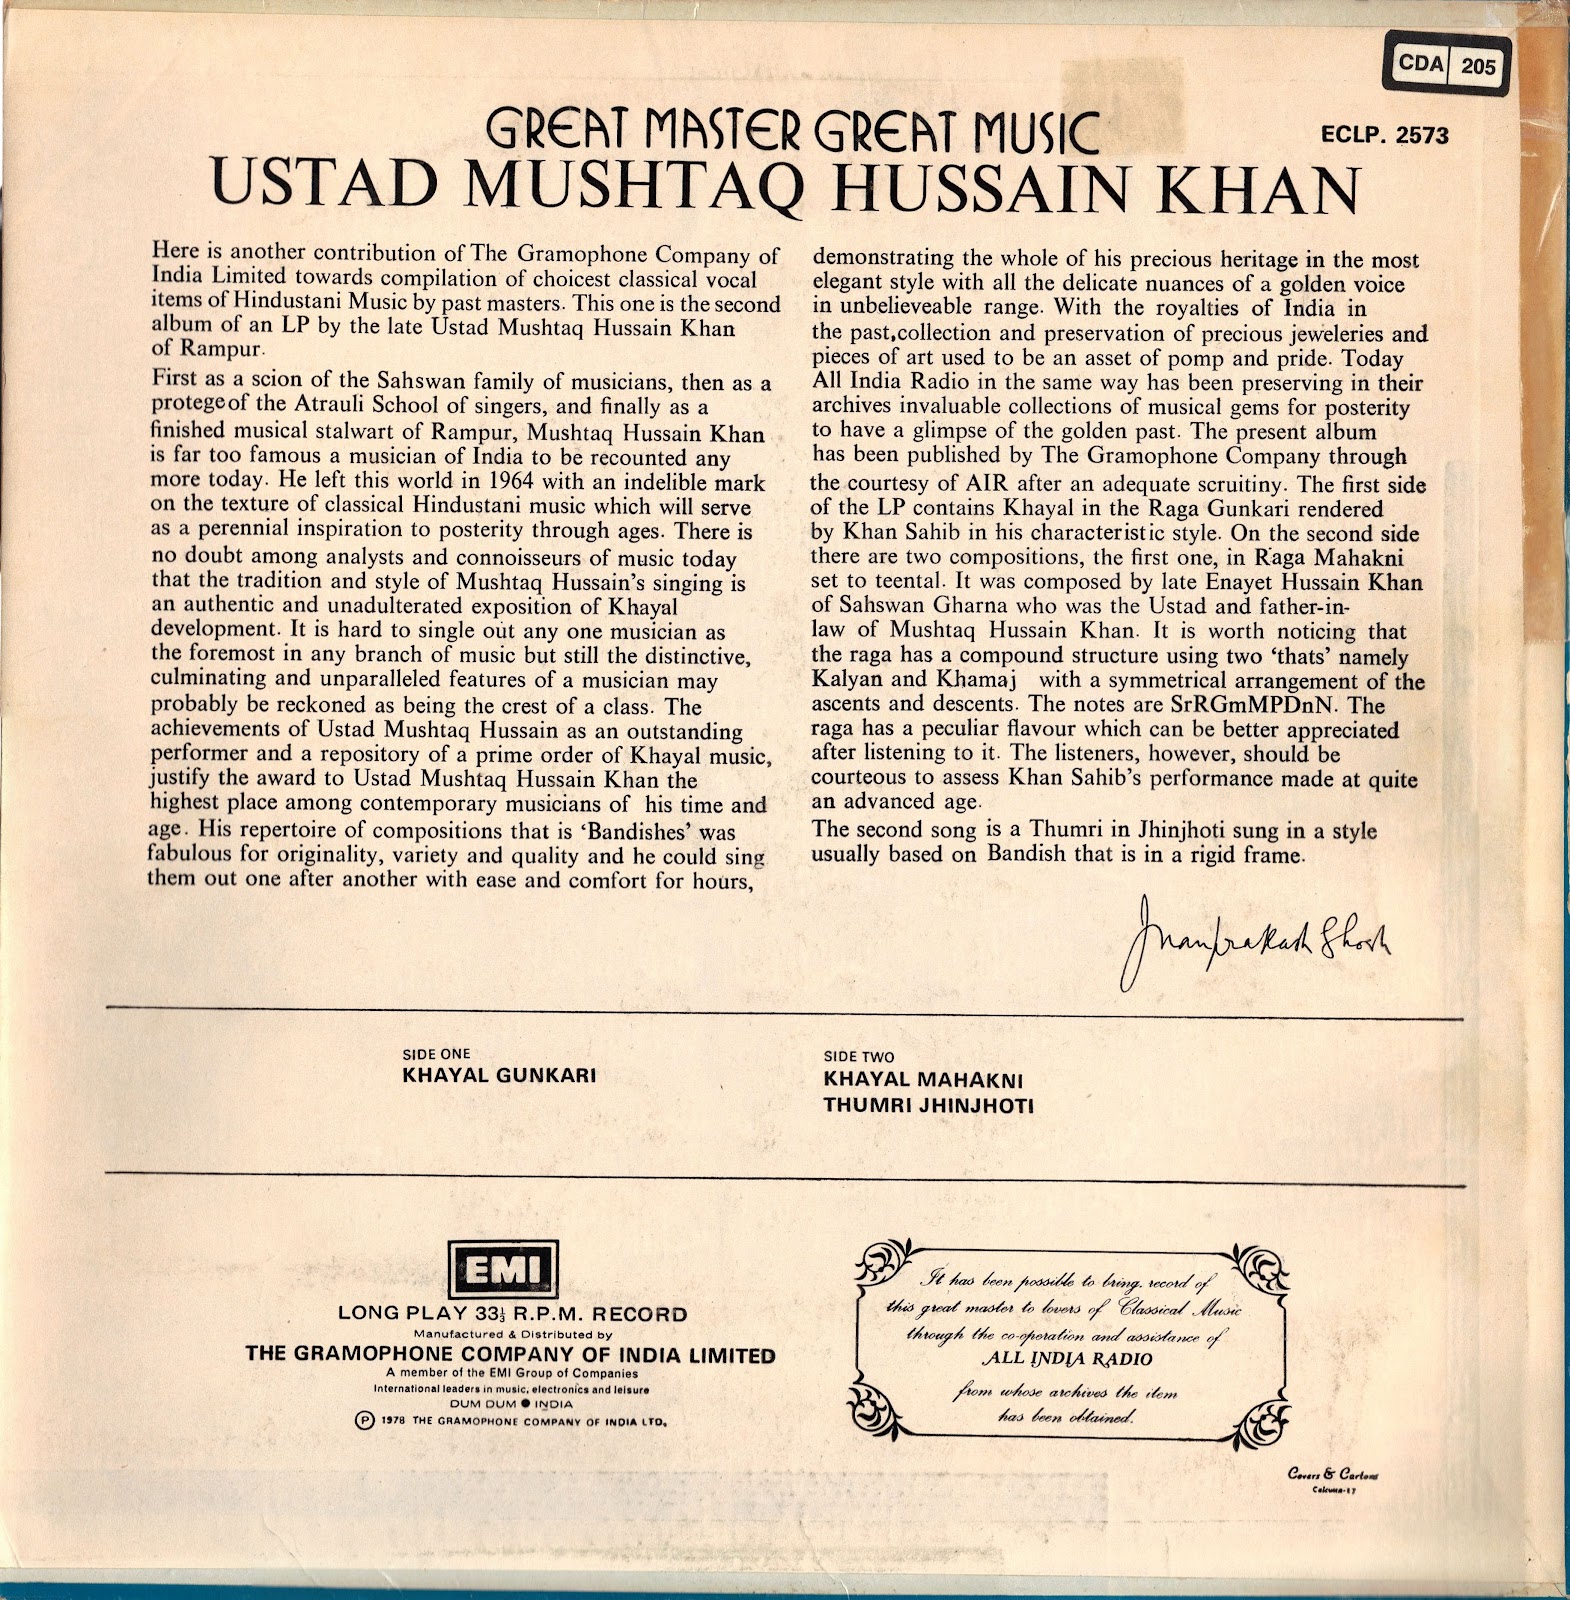 CDA 205
GREAT MASTER GREAT MUSIC
ECLP. 2573
USTAD MUSHTAQ HUSSAIN KHAN
Here is another contribution of The Gramophone Company of
India Limited towards compilation of choicest classical vocal
items of Hindustani Music by past masters. This one is the second
album of an LP by the late Ustad Mushtaq Hussain Khan
of Rampur.
First as a scion of the Sahswan family of musicians, then as a
protege of the Atrauli School of singers, and finally as a
finished musical stalwart of Rampur, Mushtaq Hussain Khan
is far too famous a musician of India to be recounted any
more today. He left this world in 1964 with an indelible mark
on the texture of classical Hindustani music which will serve
as a perennial inspiration to posterity through ages. There is
no doubt among analysts and connoisseurs of music today
that the tradition and style of Mushtaq Hussain's singing is
an authentic and unadulterated exposition of Khayal
development. It is hard to single out any one musician as
the foremost in any branch of music but still the distinctive,
culminating and unparalleled features of a musician may
probably be reckoned as being the crest of a class. The
achievements of Ustad Mushtaq Hussain as an outstanding
performer and a repository of a prime order of Khayal music,
justify the award to Ustad Mushtaq Hussain Khan the
highest place among contemporary musicians of his time and
age. His repertoire of compositions that is ‘Bandishes’ was
fabulous for originality, variety and quality and he could sing
them out one after another with ease and comfort for hours,
demonstrating the whole of his precious heritage in the most
elegant style with all the delicate nuances of a golden voice
in unbelieveable range. With the royalties of India in
the past,collection and preservation of precious jeweleries and
pieces of art used to be an asset of pomp and pride. Today
All India Radio in the same way has been preserving in their
archives invaluable collections of musical gems for posterity
to have a glimpse of the golden past. The present album
has been published by The Gramophone Company through
the courtesy of AIR after an adequate scruitiny. The first side
of the LP contains Khayal in the Raga Gunkari rendered
by Khan Sahib in his characteristic style. On the second side
there are two compositions, the first one, in Raga Mahakni
set to teental. It was composed by late Enayet Hussain Khan
of Sahswan Gharna who was the Ustad and father-in-
law of Mushtaq Hussain Khan. It is worth noticing that
the raga has a compound structure using two ‘thats’ namely
Kalyan and Khamaj with a symmetrical arrangement of the
ascents and descents. The notes are SrRGmMPDnN. The
raga has a peculiar flavour which can be better appreciated
after listening to it. The listeners, however, should be
courteous to assess Khan Sahib's performance made at quite
an advanced age.
The second song is a Thumri in Jhinjhoti sung in a style
usually based on Bandish that is in a rigid frame.
Jnanprakash Ghosh
SIDE ONE
KHAYAL GUNKARI
SIDE TWO
KHAYAL MAHAKNI
THUMRI JHINJHOTI
EMI
LONG PLAY 33⅓ R.P.M. RECORD
Manufactured & Distributed by
THE GRAMOPHONE COMPANY OF INDIA LIMITED
A member of the EMI Group of Companies
International leaders in music, electronics and leisure
DUM DUM ● INDIA
Ⓟ 1978 THE GRAMOPHONE COMPANY OF INDIA LTD.
It has been possible to bring. record of
this great master to lovers of Classical Music
through the co-operation and assistance of
ALL INDIA RADIO
from whose archives the item
has been obtained.
Covers & Cartons
Calcutta-17